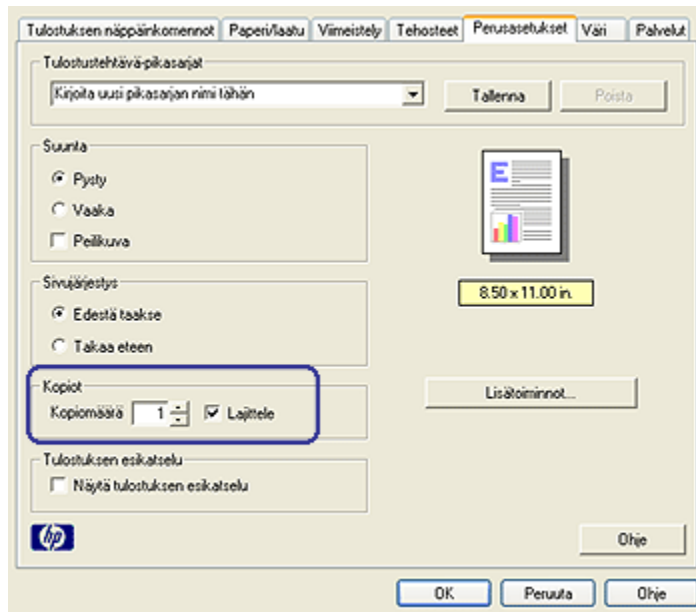 Tulostuksen näppäinkomennot Paperi/laatu Viimeistely Tehosteet Perusasetukset Väri Palvelut
Tulostustehtävä-pikasarjat
Kirjoita uusi pikasarjan nimi tähän
Tallenna
Poista
Suunta
Pysty
Vaaka
Peilikuva
E
8.50 x 11.00 in.
Sivujärjestys
Edestä taakse
Takaa eteen
Kopiot
Kopiomäärä 1 Lajittele
Lisätoiminnot...
Tulostuksen esikatselu
Näytä tulostuksen esikatselu
hp
Ohje
OK Peruuta Ohje